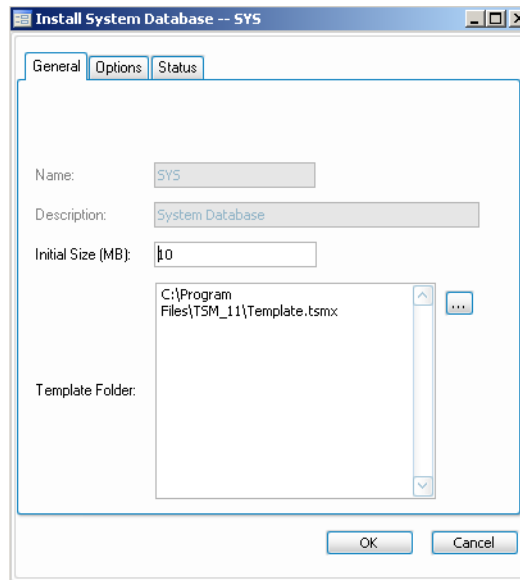 Install System Database -- SYS
General Options Status
Name: SYS
Description: System Database
Initial Size (MB): 10
C:\Program
Files\TSM_11\Template.tsmx
...
Template Folder:
OK Cancel